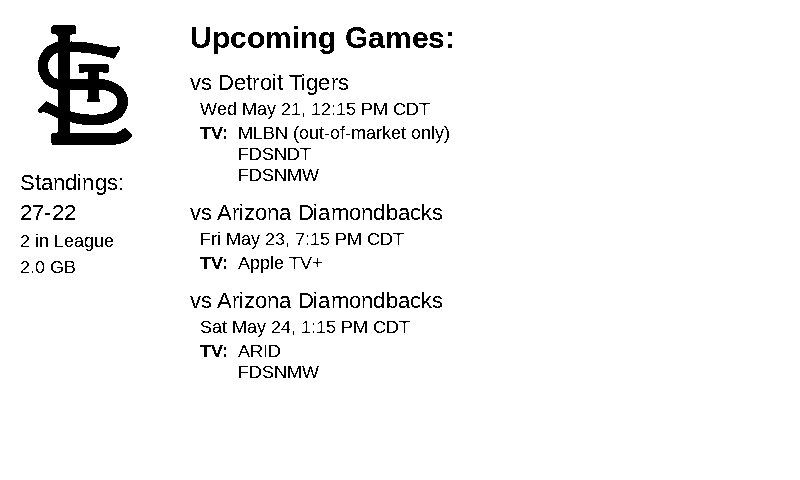 STL
Standings:
27-22
2 in League
2.0 GB
Upcoming Games:
vs Detroit Tigers
Wed May 21, 12:15 PM CDT
TV: MLBN (out-of-market only)
FDSNDT
FDSNMW
vs Arizona Diamondbacks
Fri May 23, 7:15 PM CDT
TV: Apple TV+
vs Arizona Diamondbacks
Sat May 24, 1:15 PM CDT
TV: ARID
FDSNMW